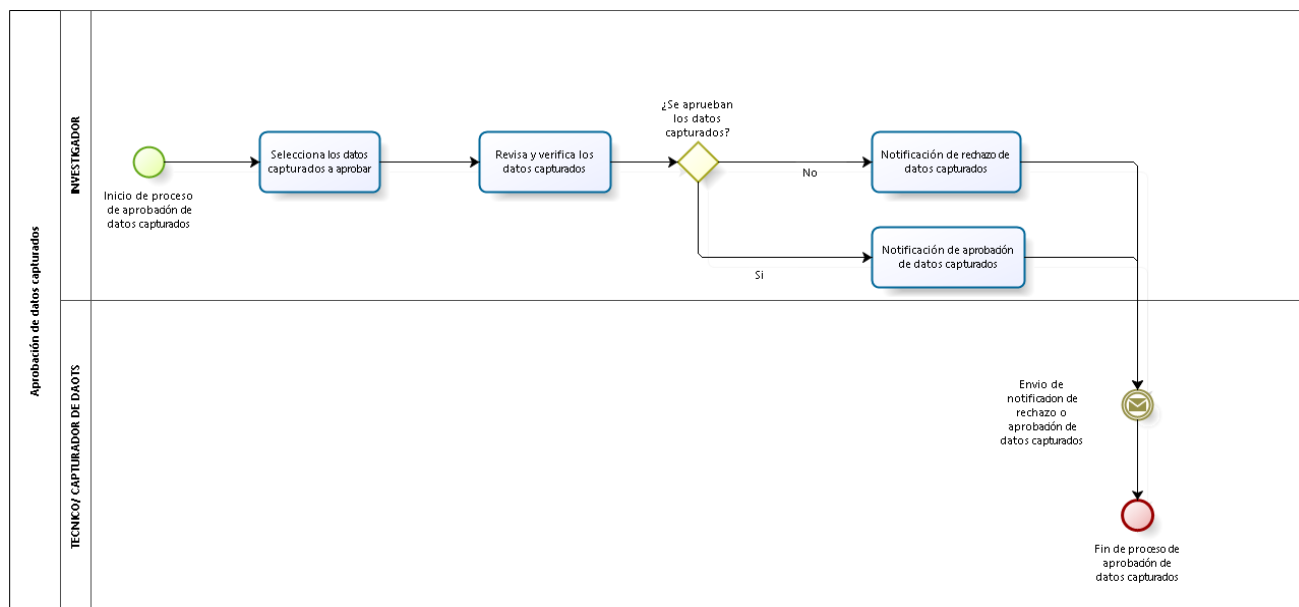 Aprobación de datos capturados
INVESTIGADOR
Inicio de proceso
de aprobación de
datos capturados
Selecciona los datos
capturados a aprobar
Revisa y verifica los
datos capturados
¿Se aprueban
los datos
capturados?
No
Notificación de rechazo de
datos capturados
Si
Notificación de aprobación
de datos capturados
TECNICO/ CAPTURADOR DE DAOTS
Envio de
notificacion de
rechazo o
aprobación de
datos capturados
Fin de proceso de
aprobación de
datos capturados